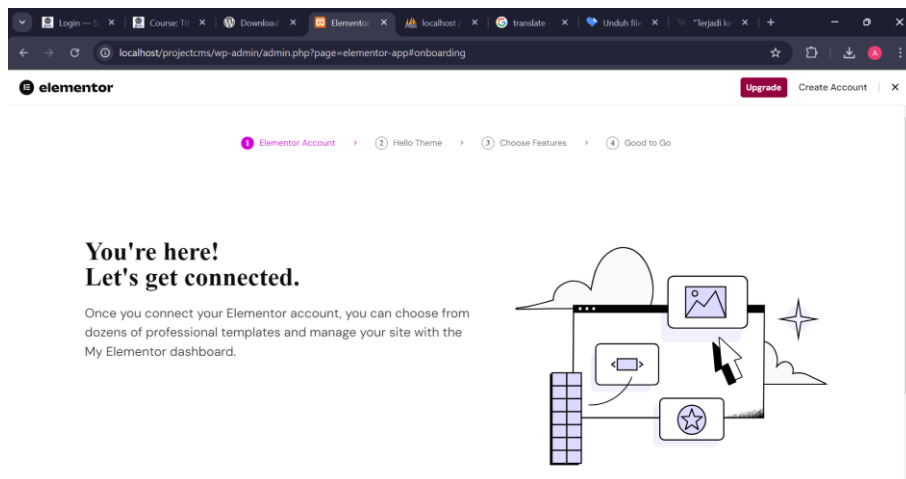 Login — S
Course: TI
Download
Elementor
localhost /
translate
Unduh file
"Terjadi ke
localhost/projectcms/wp-admin/admin.php?page=elementor-app#onboarding
A
elementor
Upgrade
Create Account
1 Elementor Account
2 Hello Theme
3 Choose Features
4 Good to Go
You're here!
Let's get connected.
Once you connect your Elementor account, you can choose from
dozens of professional templates and manage your site with the
My Elementor dashboard.